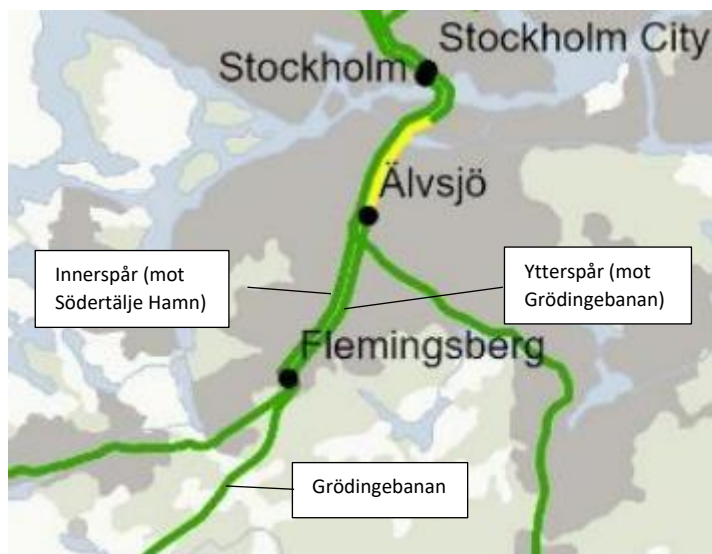 Stockholm City
Stockholm
Älvsjö
Innerspår (mot
Södertälje Hamn)
Ytterspår (mot
Grödingebanan)
Flemingsberg
Grödingebanan